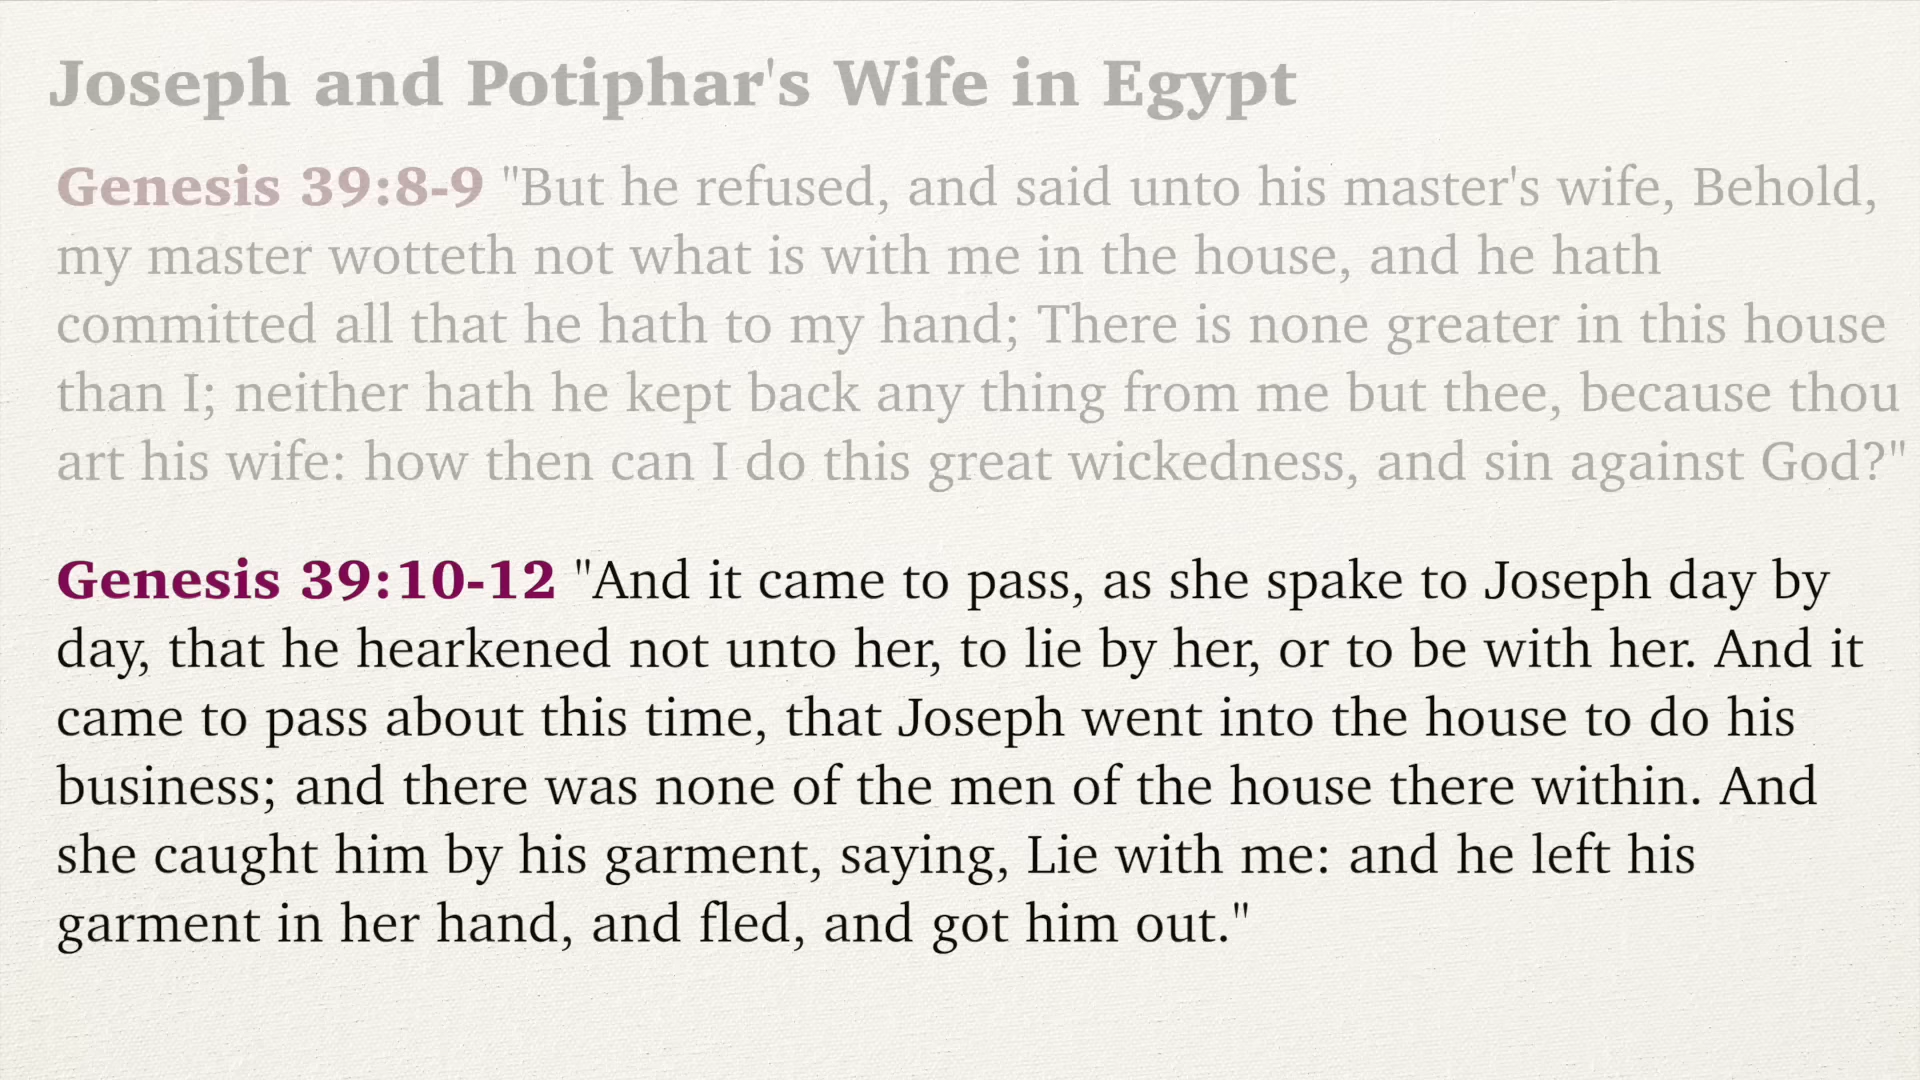 Joseph and Potiphar's Wife in Egypt
Genesis 39:8-9 "But he refused, and said unto his master's wife, Behold,
my master wotteth not what is with me in the house, and he hath
committed all that he hath to my hand; There is none greater in this house
than I; neither hath he kept back any thing from me but thee, because thou
art his wife: how then can I do this great wickedness, and sin against God?"
Genesis 39:10-12 "And it came to pass, as she spake to Joseph day by
day, that he hearkened not unto her, to lie by her, or to be with her. And it
came to pass about this time, that Joseph went into the house to do his
business; and there was none of the men of the house there within. And
she caught him by his garment, saying, Lie with me: and he left his
garment in her hand, and fled, and got him out."